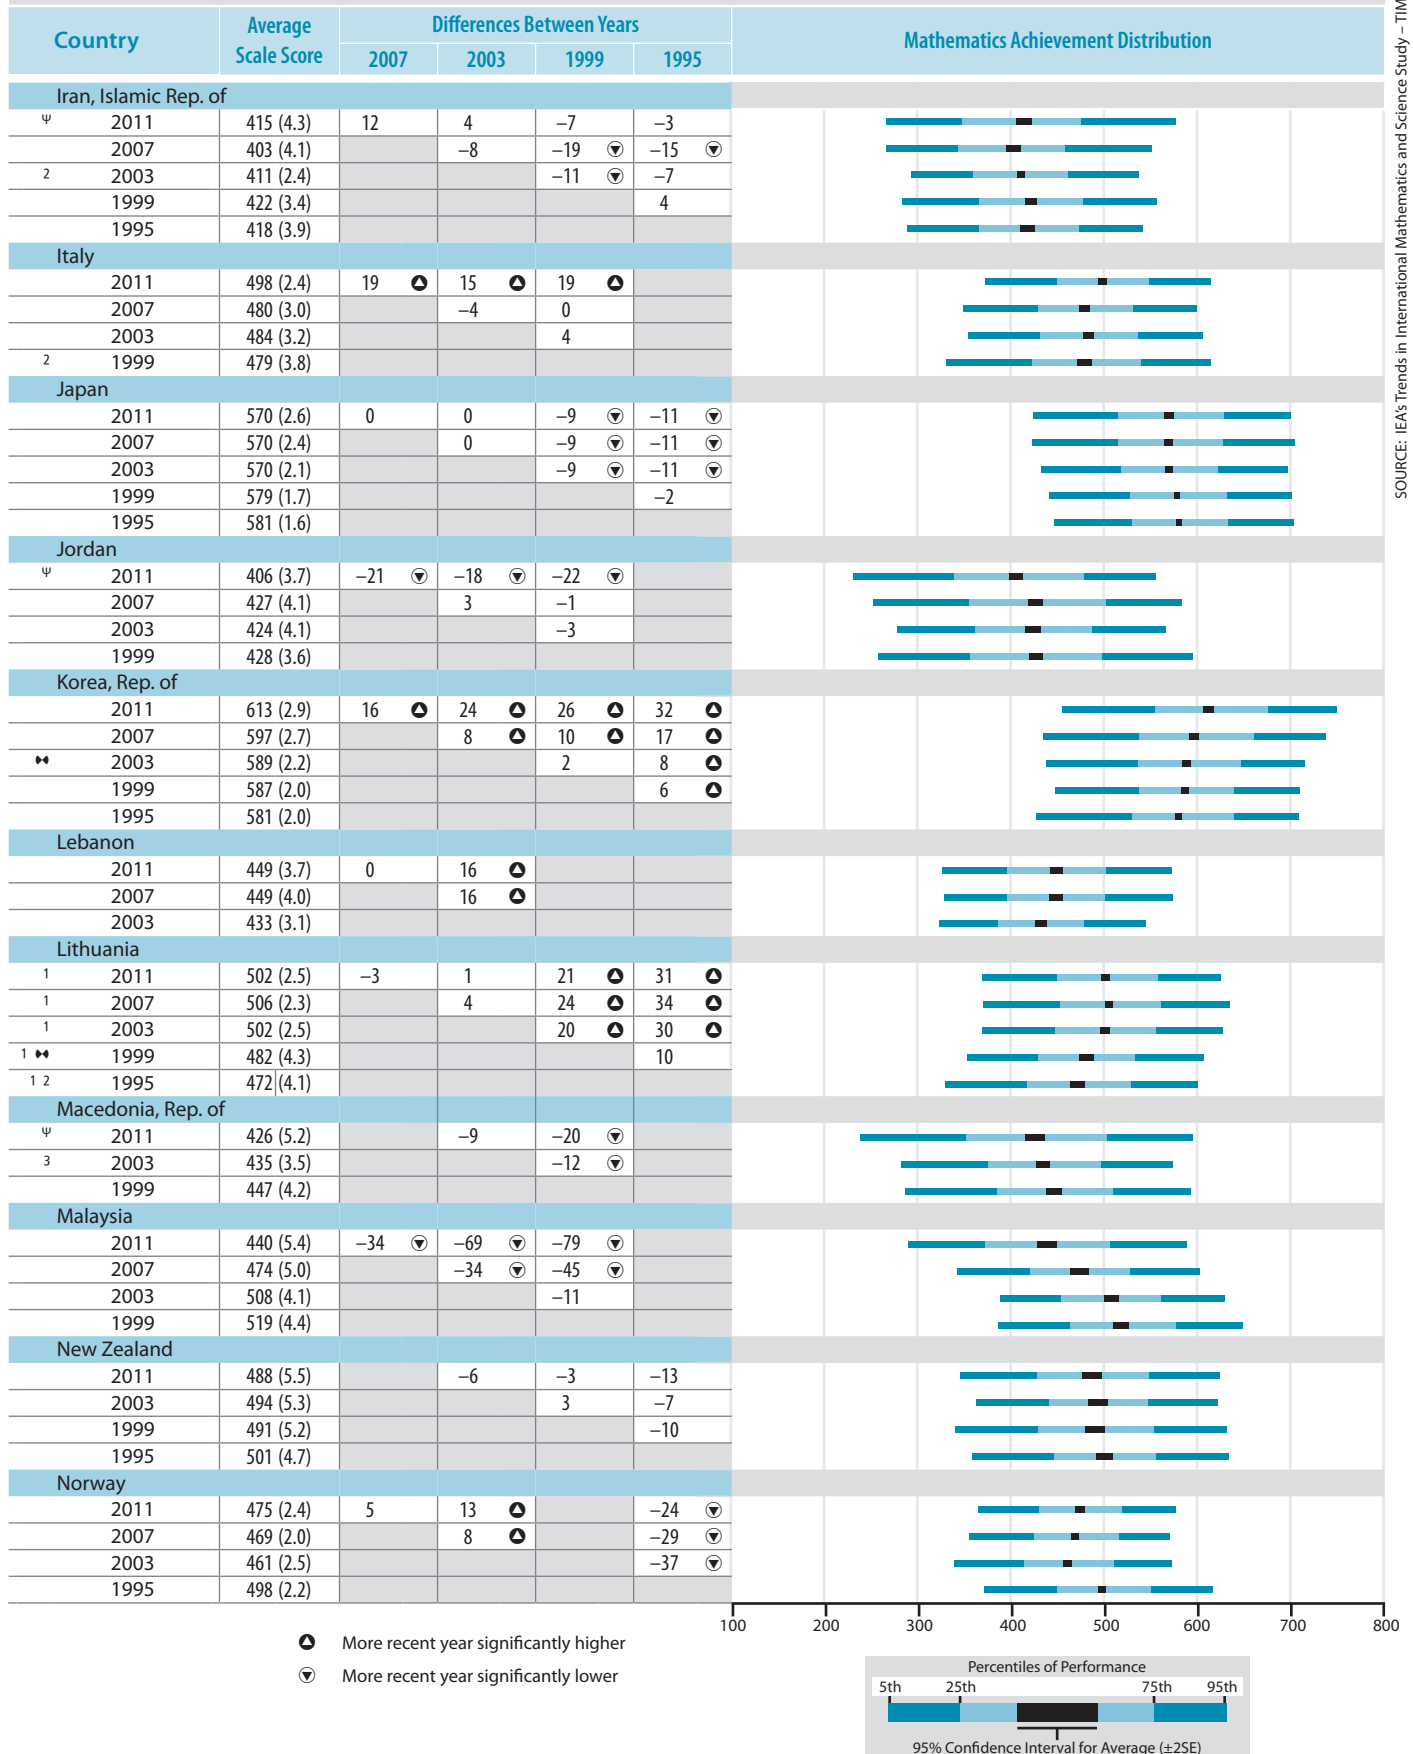 Country Average Scale Score Differences Between Years Mathematics Achievement Distribution
2007 2003 1999 1995
Iran, Islamic Rep. of
Ψ 2011 415 (4.3) 12 4 –7 –3
2007 403 (4.1) –8 –19 –15
2 2003 411 (2.4) –11 –7
1999 422 (3.4) 4
1995 418 (3.9)
Italy
2011 498 (2.4) 19 15 19
2007 480 (3.0) –4 0
2003 484 (3.2) 4
2 1999 479 (3.8)
Japan
2011 570 (2.6) 0 0 –9 –11
2007 570 (2.4) 0 –9 –11
2003 570 (2.1) –9 –11
1999 579 (1.7) –2
1995 581 (1.6)
Jordan
Ψ 2011 406 (3.7) –21 –18 –22
2007 427 (4.1) 3 –1
2003 424 (4.1) –3
1999 428 (3.6)
Korea, Rep. of
2011 613 (2.9) 16 24 26 32
2007 597 (2.7) 8 10 17
2003 589 (2.2) 2 8
1999 587 (2.0) 6
1995 581 (2.0)
Lebanon
2011 449 (3.7) 0 16
2007 449 (4.0) 16
2003 433 (3.1)
Lithuania
1 2011 502 (2.5) –3 1 21 31
1 2007 506 (2.3) 4 24 34
1 2003 502 (2.5) 20 30
1 1999 482 (4.3) 10
1 2 1995 472 (4.1)
Macedonia, Rep. of
Ψ 2011 426 (5.2) –9 –20
3 2003 435 (3.5) –12
1999 447 (4.2)
Malaysia
2011 440 (5.4) –34 –69 –79
2007 474 (5.0) –34 –45
2003 508 (4.1) –11
1999 519 (4.4)
New Zealand
2011 488 (5.5) –6 –3 –13
2003 494 (5.3) 3 –7
1999 491 (5.2) –10
1995 501 (4.7)
Norway
2011 475 (2.4) 5 13 –24
2007 469 (2.0) 8 –29
2003 461 (2.5) –37
1995 498 (2.2)
100 200 300 400 500 600 700 800
More recent year significantly higher
More recent year significantly lower
Percentiles of Performance
5th 25th 75th 95th
95% Confidence Interval for Average (±2SE)
SOURCE: IEA's Trends in International Mathematics and Science Study – TIM